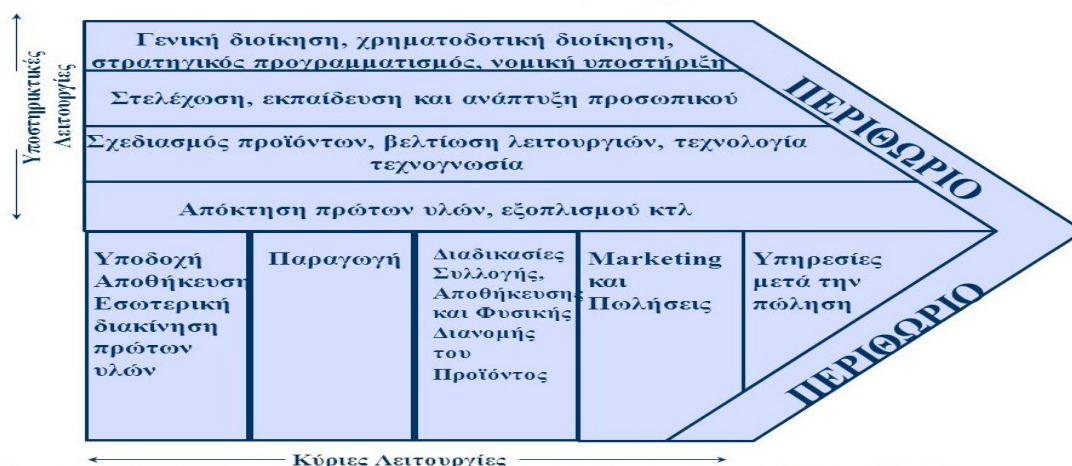 Υποστηρικτικές
Λειτουργίες
Γενική διοίκηση, χρηματοδοτική διοίκηση,
στρατηγικός προγραμματισμός, νομική υποστήριξη
Στελέχωση, εκπαίδευση και ανάπτυξη προσωπικού
Σχεδιασμός προϊόντων, βελτίωση λειτουργιών, τεχνολογία
τεχνογνωσία
Απόκτηση πρώτων υλών, εξοπλισμού κτλ
ΠΕΡΙΘΩΡΙΟ
Υποδοχή
Αποθήκευση
Εσωτερική
διακίνηση
πρώτων
υλών
Παραγωγή
Διαδικασίες
Συλλογής,
Αποθήκευσης
και Φυσικής
Διανομής
του
Προϊόντος
Marketing
και
Πωλήσεις
Υπηρεσίες
μετά την
πώληση
ΠΕΡΙΘΩΡΙΟ
Κύριες Λειτουργίες